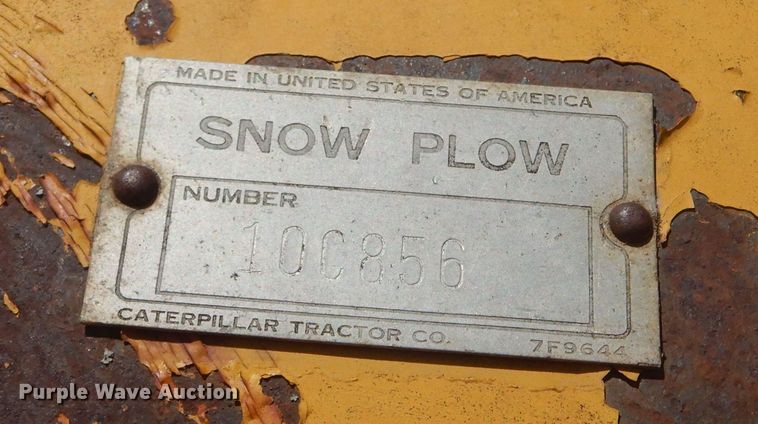 MADE IN UNITED STATES OF AMERICA
SNOW PLOW
NUMBER
10C856
CATERPILLAR TRACTOR CO. 7F9644
Purple Wave Auction